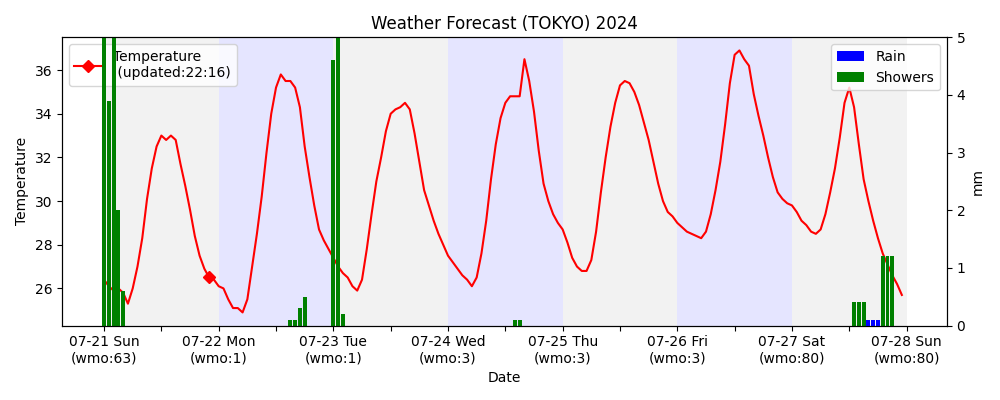 Weather Forecast (TOKYO) 2024
Temperature
(updated:22:16)
Rain
Showers
Temperature
36
34
32
30
28
26
5
4
3
2
1
0
mm
07-21 Sun
(wmo:63)
07-22 Mon
(wmo:1)
07-23 Tue
(wmo:1)
07-24 Wed
(wmo:3)
07-25 Thu
(wmo:3)
07-26 Fri
(wmo:3)
07-27 Sat
(wmo:80)
07-28 Sun
(wmo:80)
Date